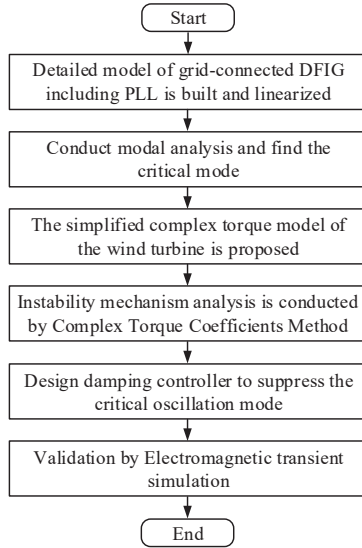 Start
Detailed model of grid-connected DFIG
including PLL is built and linearized
Conduct modal analysis and find the
critical mode
The simplified complex torque model of
the wind turbine is proposed
Instability mechanism analysis is conducted
by Complex Torque Coefficients Method
Design damping controller to suppress the
critical oscillation mode
Validation by Electromagnetic transient
simulation
End